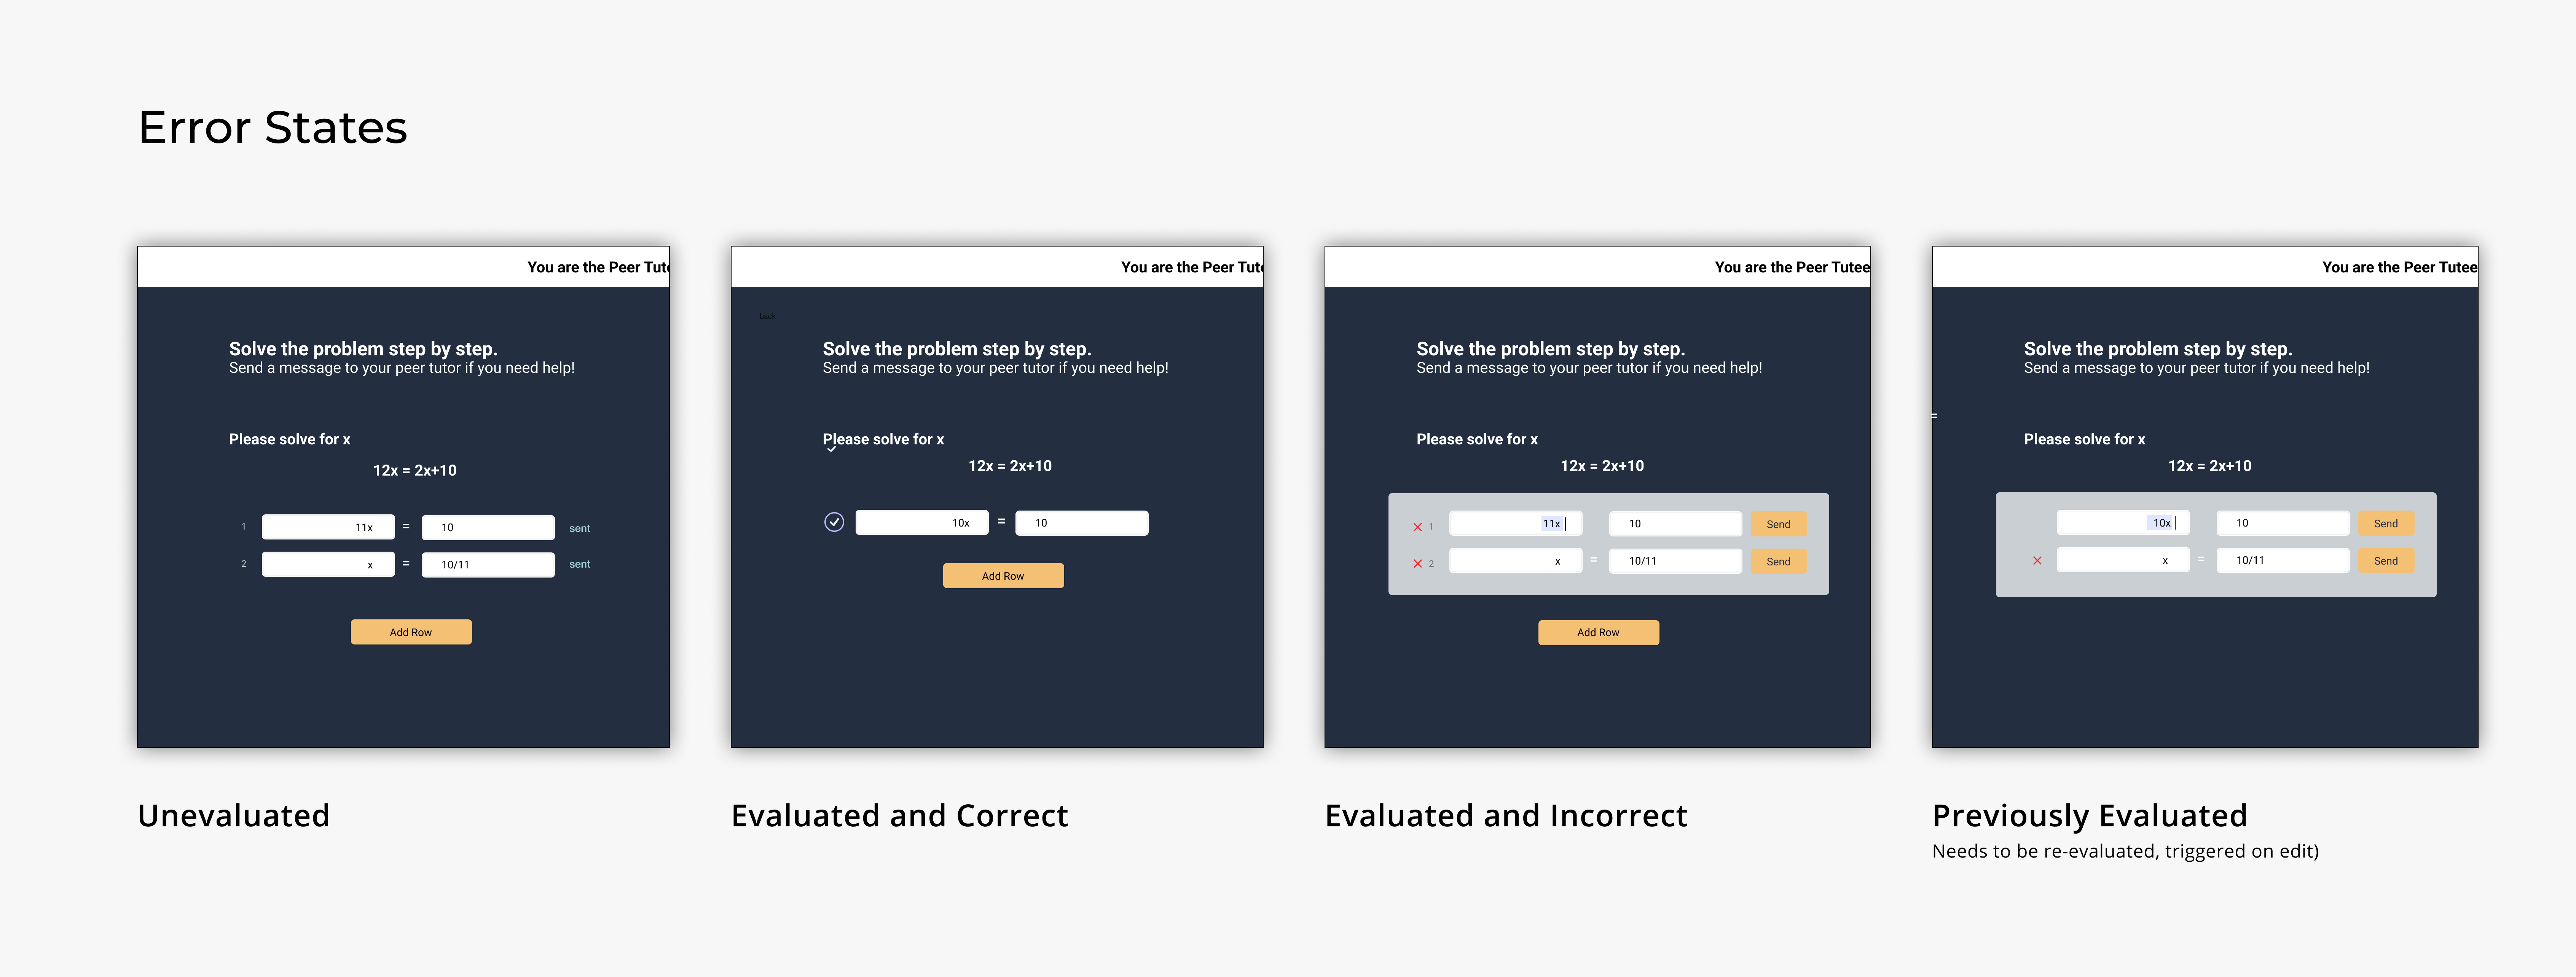 Error States
You are the Peer Tute
Solve the problem step by step.
Send a message to your peer tutor if you need help!
Please solve for x
12x = 2x+10
1 11x = 10 sent
2 x = 10/11 sent
Add Row
Unevaluated
You are the Peer Tute
back
Solve the problem step by step.
Send a message to your peer tutor if you need help!
Please solve for x
12x = 2x+10
10x = 10
Add Row
Evaluated and Correct
You are the Peer Tutee
Solve the problem step by step.
Send a message to your peer tutor if you need help!
Please solve for x
12x = 2x+10
1 11x 10 Send
2 x = 10/11 Send
Add Row
Evaluated and Incorrect
You are the Peer Tutee
Solve the problem step by step.
Send a message to your peer tutor if you need help!
=
Please solve for x
12x = 2x+10
10x 10 Send
x = 10/11 Send
Previously Evaluated
Needs to be re-evaluated, triggered on edit)